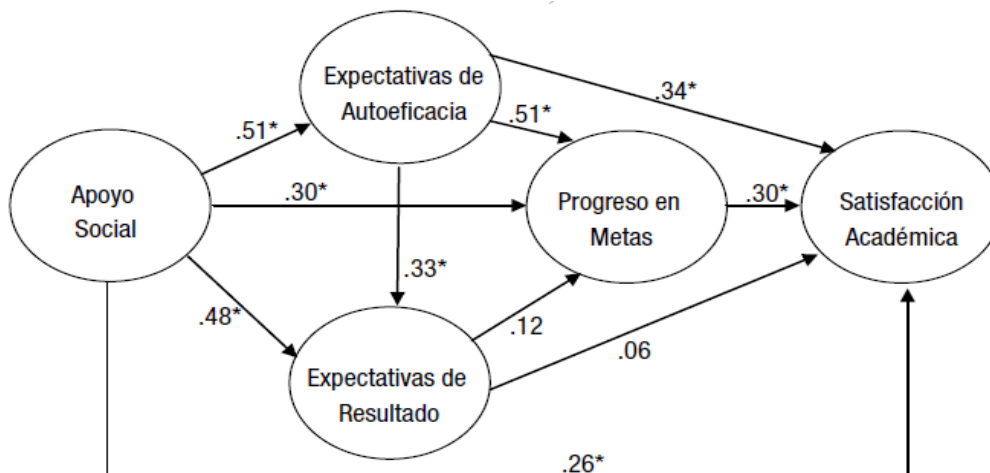 Expectativas de
Autoeficacia
.34*
.51*
.51*
Apoyo
Social
.30*
Progreso en
Metas
.30*
Satisfacción
Académica
.33*
.48*
.12
.06
Expectativas de
Resultado
.26*